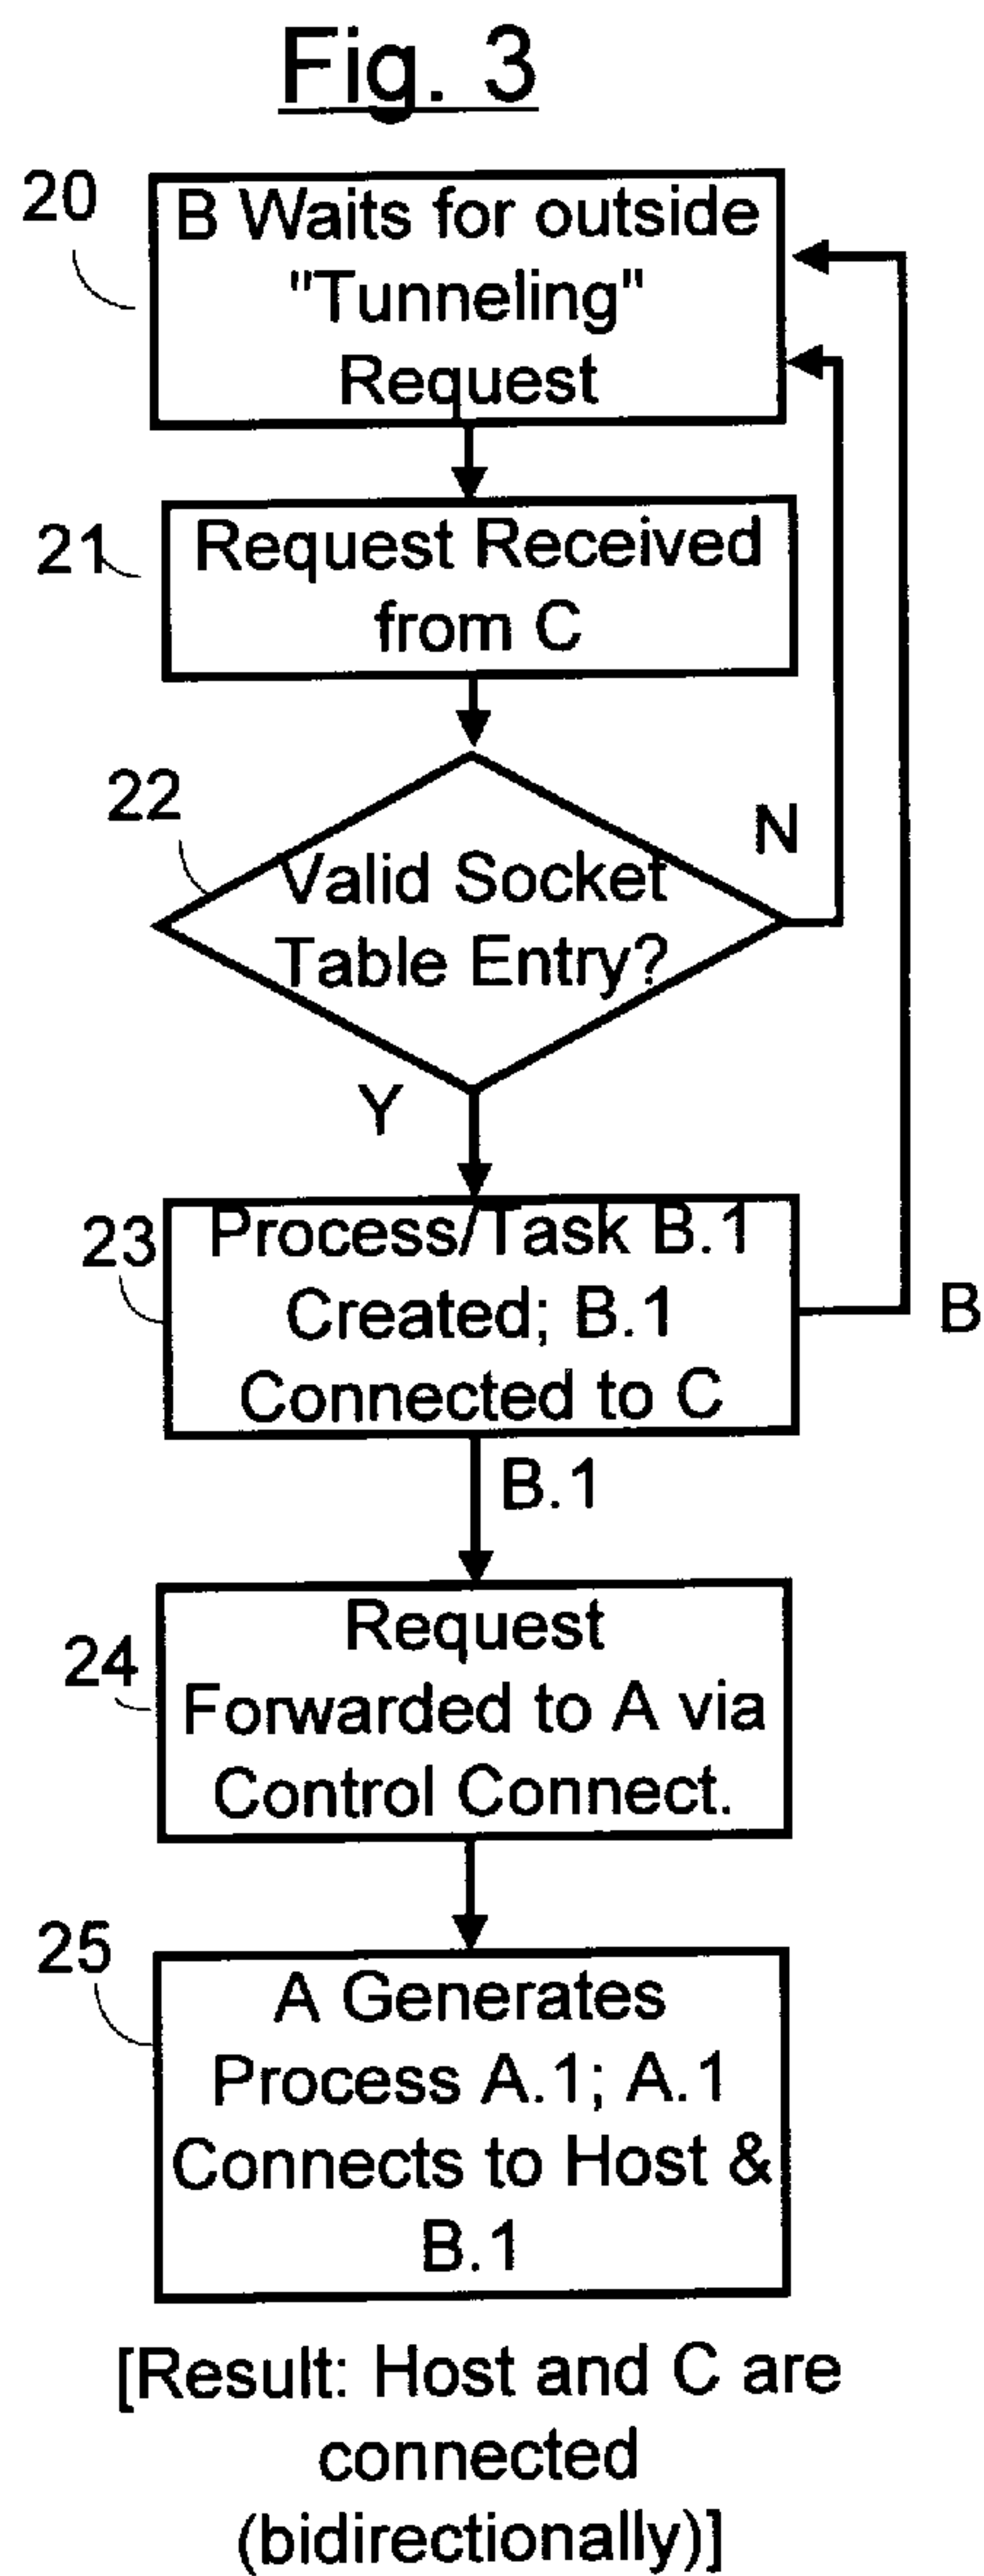 Fig. 3
20
B Waits for outside
"Tunneling"
Request
21
Request Received
from C
22
Valid Socket
Table Entry?
N
Y
23
Process/Task B.1
Created; B.1
Connected to C
B
B.1
24
Request
Forwarded to A via
Control Connect.
25
A Generates
Process A.1; A.1
Connects to Host &
B.1
[Result: Host and C are
connected
(bidirectionally)]